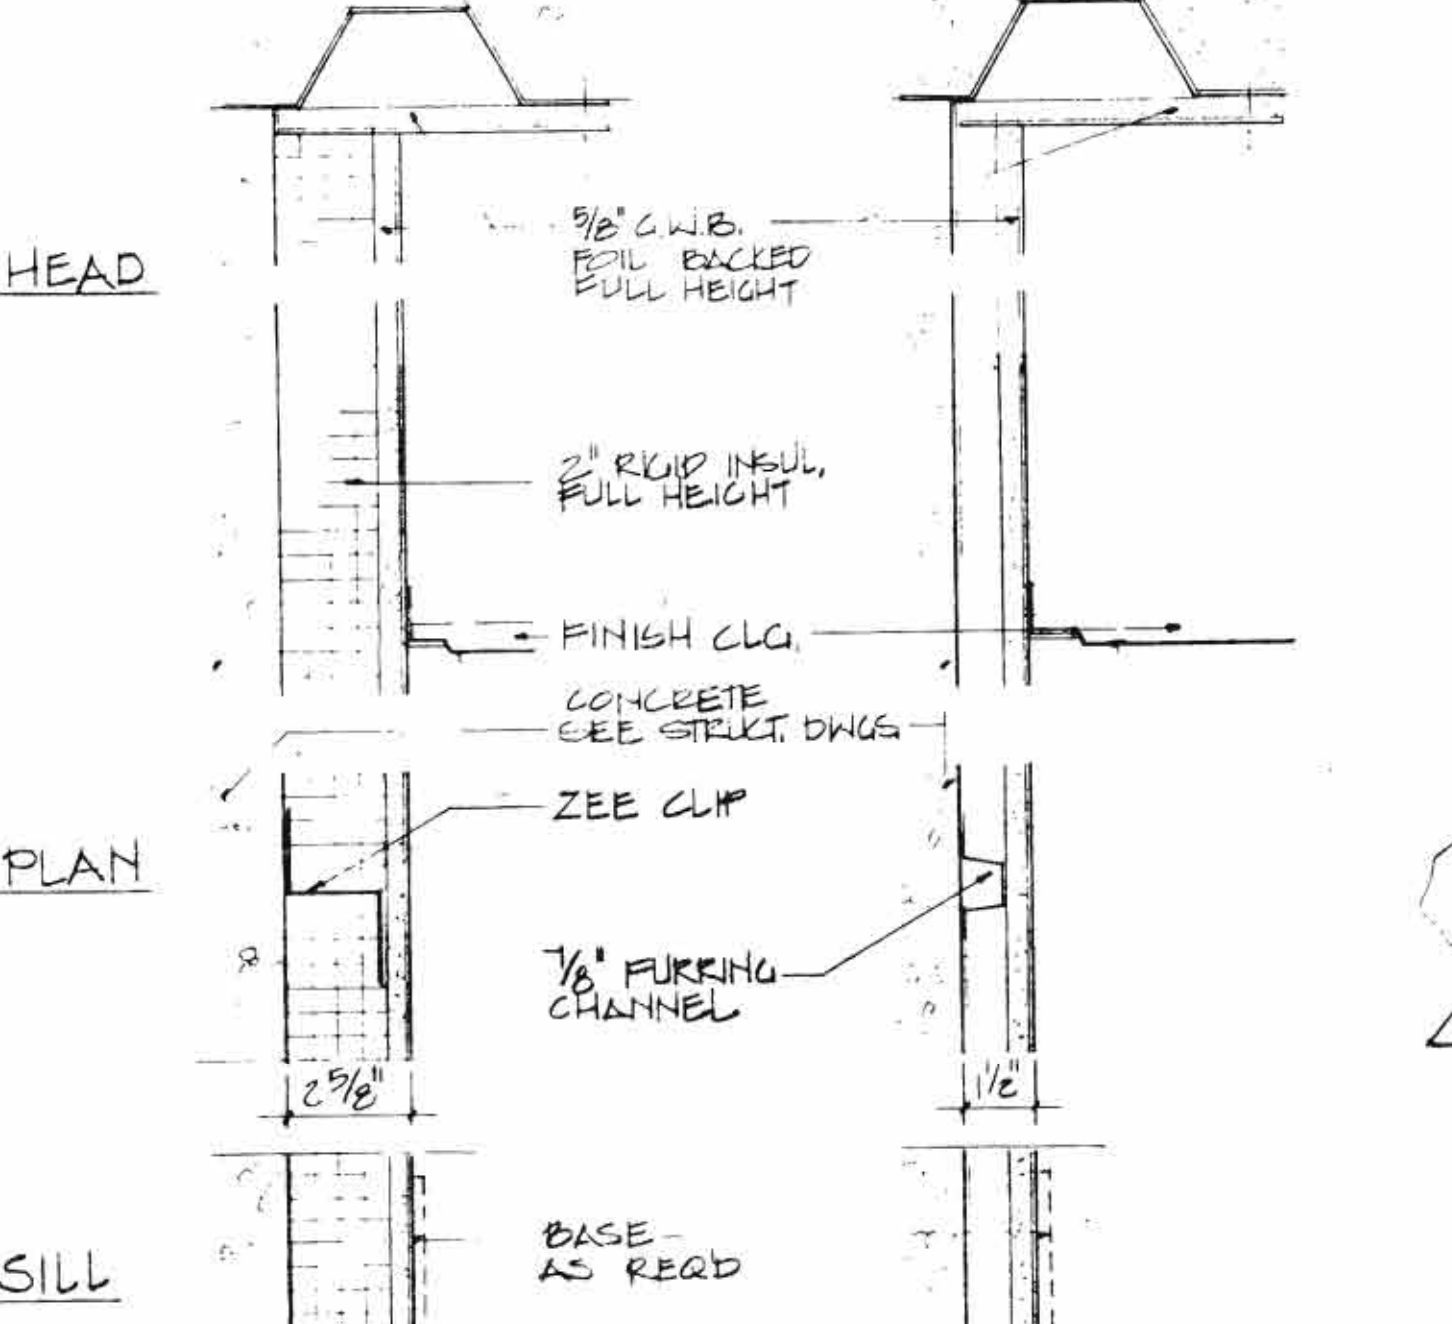 HEAD
5/8" G.W.B.
FOIL BACKED
FULL HEIGHT
2" RIGID INSUL,
FULL HEIGHT
FINISH CLG.
CONCRETE
SEE STRUCT. DWGS
ZEE CLIP
PLAN
7/8" FURRING
CHANNEL
2 5/8"
1 1/2"
BASE -
AS REQ'D
SILL